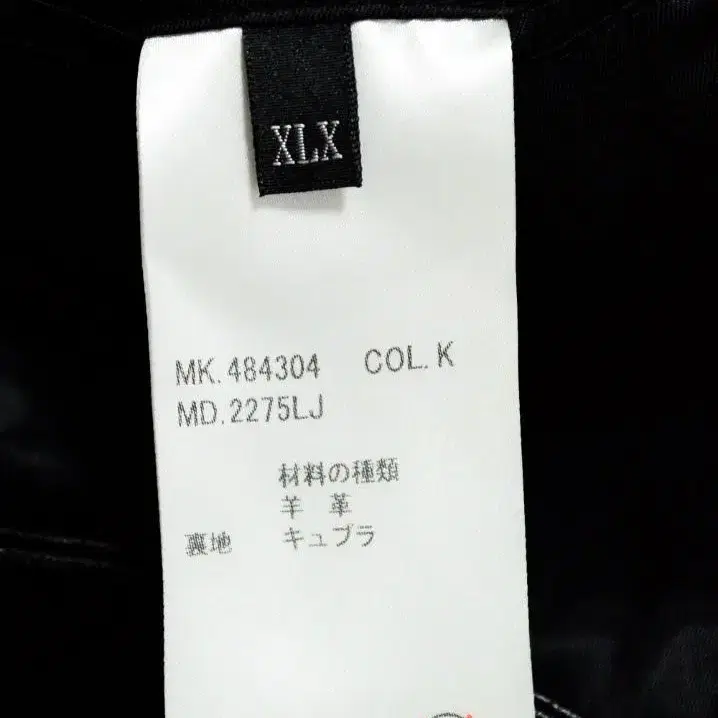 XLX
MK.484304 COL.K
MD.2275LJ
材料の種類
羊 革
裏地 キュプラ